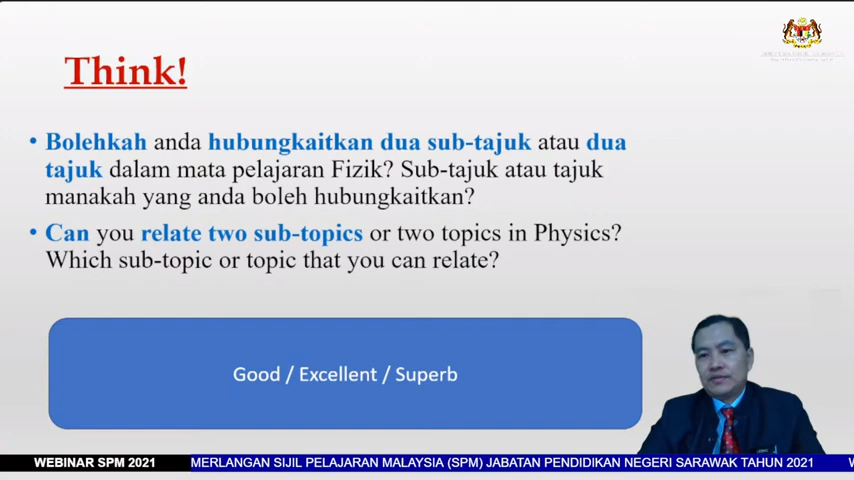 Think!
• Bolehkah anda hubungkaitkan dua sub-tajuk atau dua
tajuk dalam mata pelajaran Fizik? Sub-tajuk atau tajuk
manakah yang anda boleh hubungkaitkan?
• Can you relate two sub-topics or two topics in Physics?
Which sub-topic or topic that you can relate?
Good / Excellent / Superb
WEBINAR SPM 2021 MERLANGAN SIJIL PELAJARAN MALAYSIA (SPM) JABATAN PENDIDIKAN NEGERI SARAWAK TAHUN 2021 W